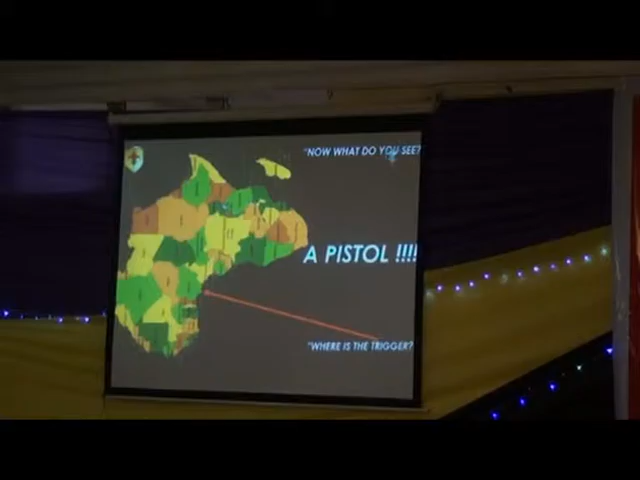 "NOW WHAT DO YOU SEE?
A PISTOL !!!!
"WHERE IS THE TRIGGER?